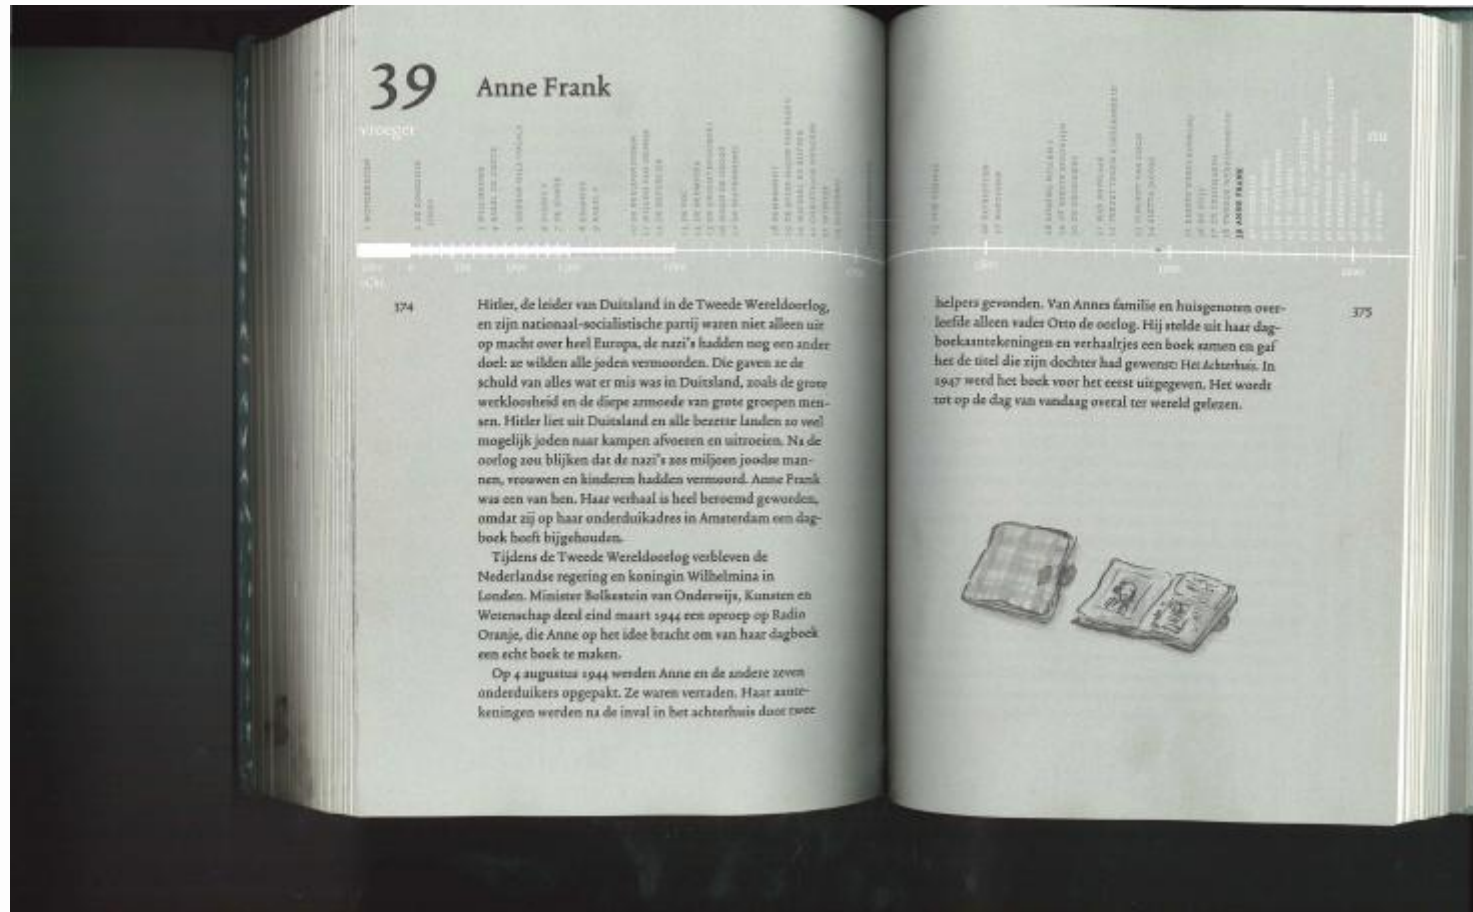 39
Anne Frank
vroeger
nu
39 ANNE FRANK
374
Hitler, de leider van Duitsland in de Tweede Wereldoorlog,
en zijn nationaal-socialistische partij waren niet alleen uit
op macht over heel Europa, de nazi's hadden nog een ander
doel: ze wilden alle joden vermoorden. Die gaven ze de
schuld van alles wat er mis was in Duitsland, zoals de grote
werkloosheid en de diepe armoede van grote groepen men-
sen. Hitler liet uit Duitsland en alle bezette landen zo veel
mogelijk joden naar kampen afvoeren en uitroeien. Na de
oorlog zou blijken dat de nazi's zes miljoen joodse man-
nen, vrouwen en kinderen hadden vermoord. Anne Frank
was een van hen. Haar verhaal is heel beroemd geworden,
omdat zij op haar onderduikadres in Amsterdam een dag-
boek heeft bijgehouden.
Tijdens de Tweede Wereldoorlog verbleven de
Nederlandse regering en koningin Wilhelmina in
Londen. Minister Bolkestein van Onderwijs, Kunsten en
Wetenschap deed eind maart 1944 een oproep op Radio
Oranje, die Anne op het idee bracht om van haar dagboek
een echt boek te maken.
Op 4 augustus 1944 werden Anne en de andere zeven
onderduikers opgepakt. Ze waren verraden. Haar aante-
keningen werden na de inval in het achterhuis door twee
helpers gevonden. Van Annes familie en huisgenoten over-
leefde alleen vader Otto de oorlog. Hij stelde uit haar dag-
boekaantekeningen en verhaaltjes een boek samen en gaf
het de titel die zijn dochter had gewenst: Het Achterhuis. In
1947 werd het boek voor het eerst uitgegeven. Het wordt
tot op de dag van vandaag overal ter wereld gelezen.
375